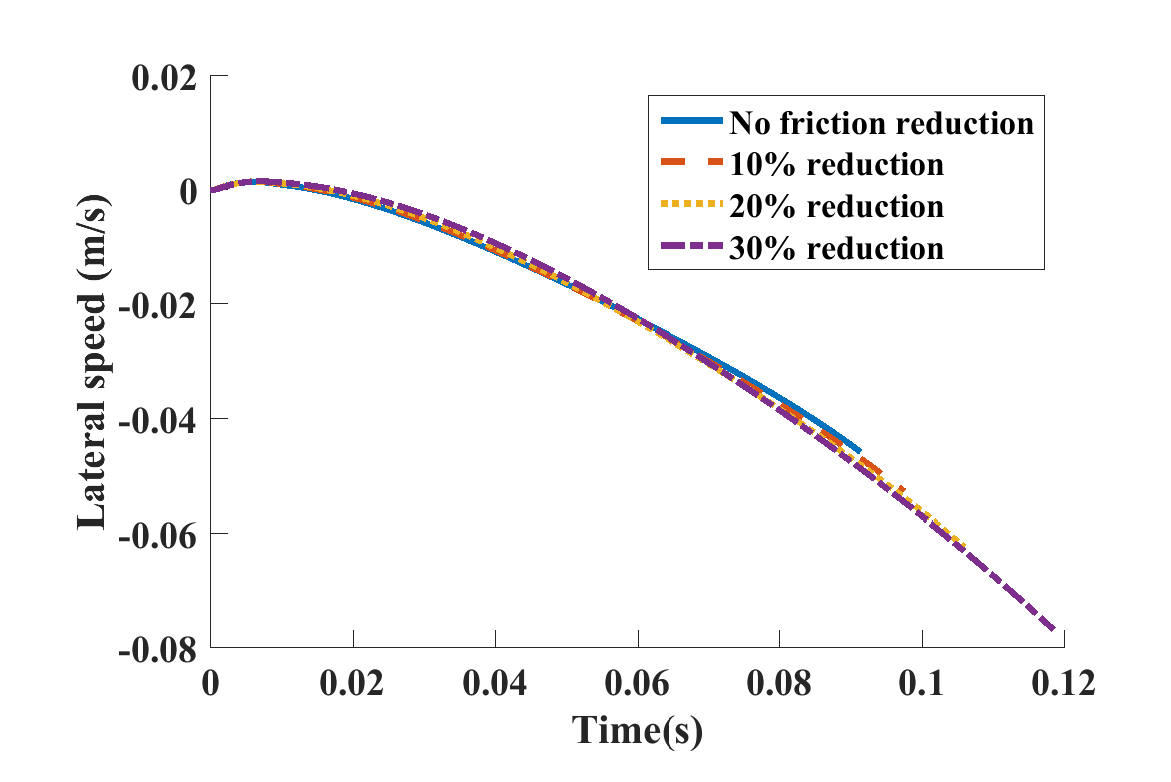 0.02
0
-0.02
-0.04
-0.06
-0.08
Lateral speed (m/s)
No friction reduction
10% reduction
20% reduction
30% reduction
0 0.02 0.04 0.06 0.08 0.1 0.12
Time(s)